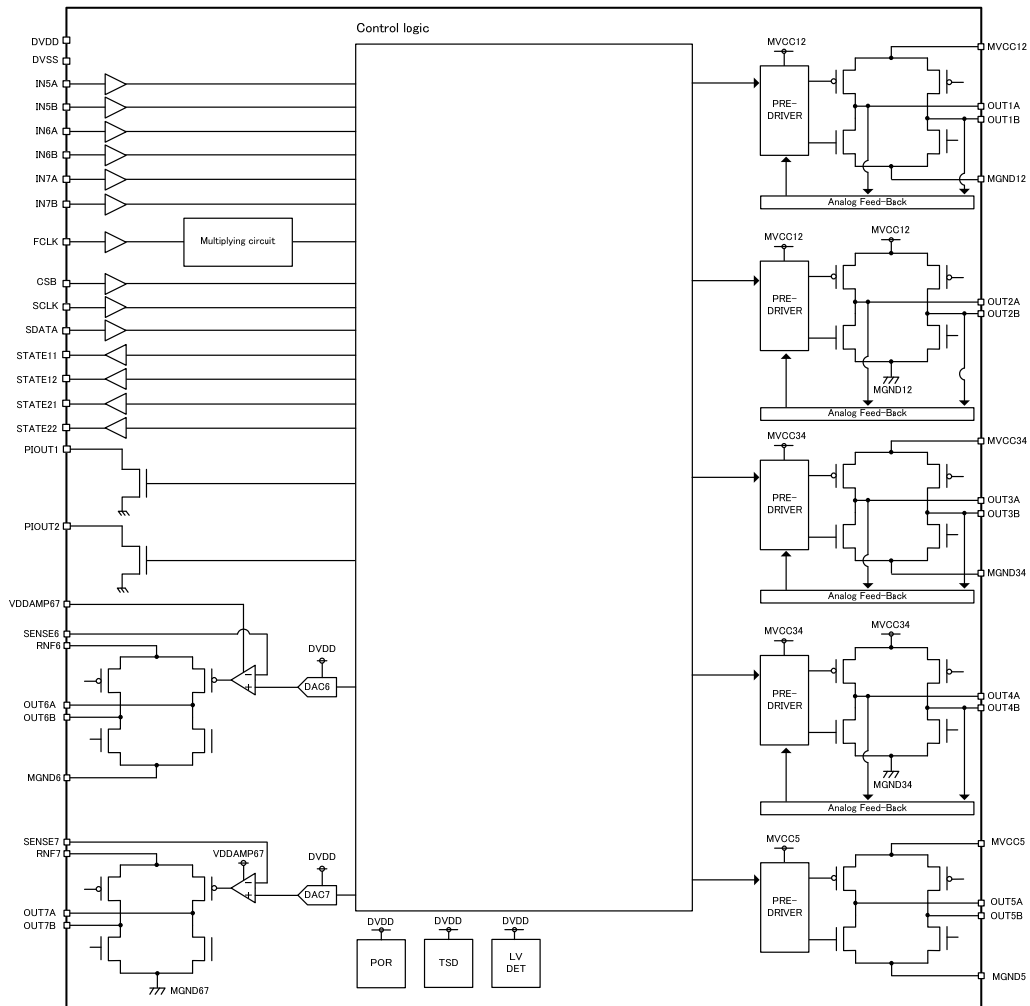 Control logic
DVDD
DVSS
IN5A
IN5B
IN6A
IN6B
IN7A
IN7B
FCLK
Multiplying circuit
CSB
SCLK
SDATA
STATE11
STATE12
STATE21
STATE22
PIOUT1
PIOUT2
VDDAMP67
SENSE6
RNF6
DVDD
DAC6
OUT6A
OUT6B
MGND6
SENSE7
RNF7
VDDAMP67
DVDD
DAC7
OUT7A
OUT7B
MGND67
DVDD
POR
DVDD
TSD
DVDD
LV
DET
MVCC12
MVCC12
PRE-
DRIVER
OUT1A
OUT1B
MGND12
Analog Feed-Back
MVCC12
MVCC12
PRE-
DRIVER
OUT2A
OUT2B
MGND12
Analog Feed-Back
MVCC34
MVCC34
PRE-
DRIVER
OUT3A
OUT3B
MGND34
Analog Feed-Back
MVCC34
MVCC34
PRE-
DRIVER
OUT4A
OUT4B
MGND34
Analog Feed-Back
MVCC5
MVCC5
PRE-
DRIVER
OUT5A
OUT5B
MGND5